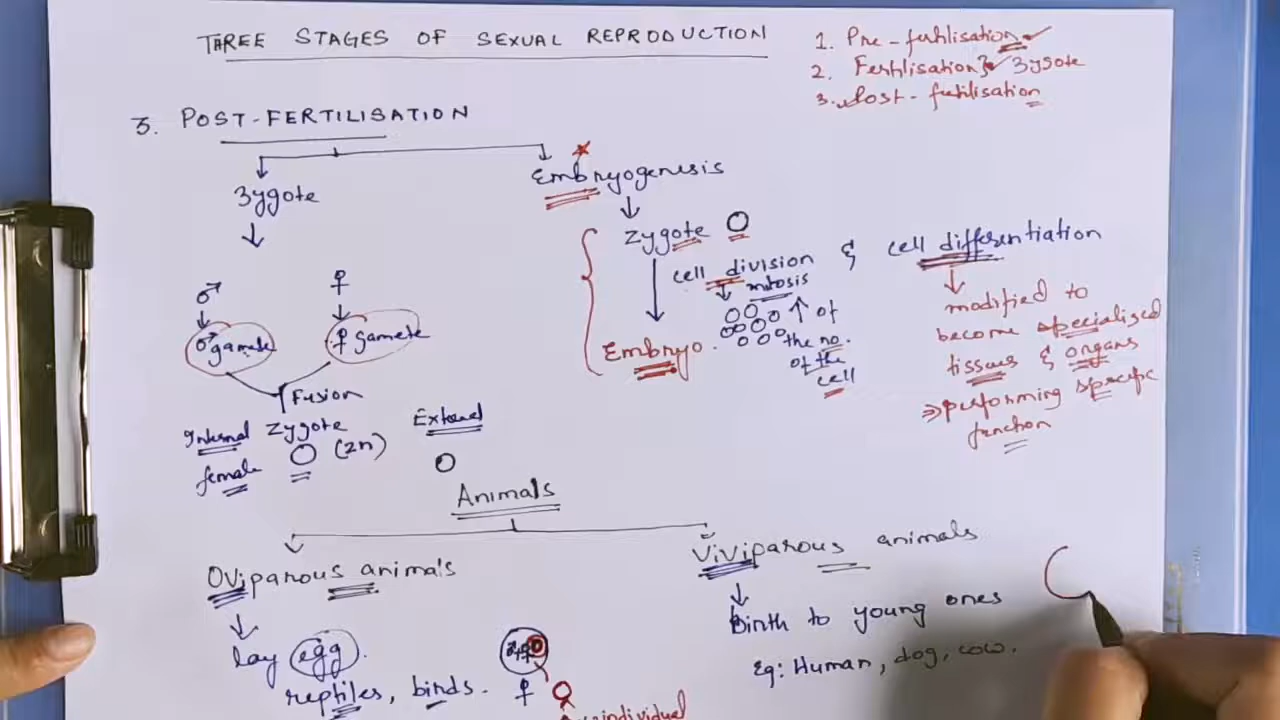 THREE STAGES OF SEXUAL REPRODUCTION
1. Pre-fertilisation
2. Fertilisation Zygote
3. Post-fertilisation
3. POST-FERTILISATION
Zygote
Embryogenesis
Zygote
cell division & cell differentiation
mitosis
↑ of
the no.
of the
cell
Embryo.
modified to
become specialised
tissues & organs
⇒ performing specific
function
♂ ♀
♂ gamete ♀ gamete
Fusion
Zygote
(2n)
Internal
female
External
Animals
Oviparous animals
lay egg.
reptiles, birds.
♀
individual
Viviparous animals
Birth to young ones
Eg: Human, dog, cow.